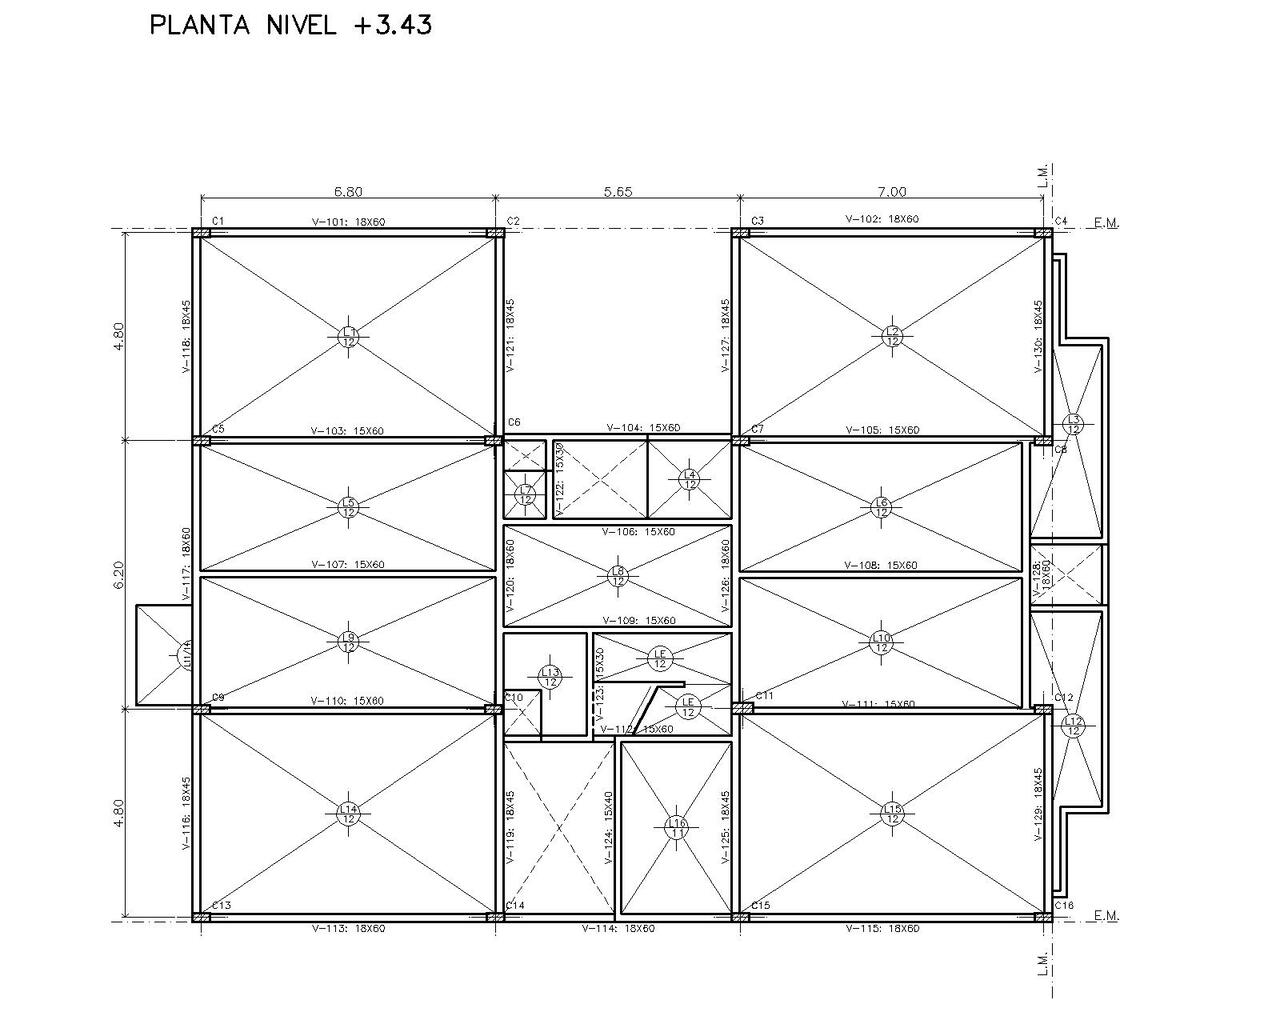 PLANTA NIVEL +3.43
L.M.
6.80
5.65
7.00
C1
V-101: 18X60
C2
C3
V-102: 18X60
C4
E.M.
4.80
V-118: 18X45
L1
12
V-121: 18X45
V-127: 18X45
L2
12
V-130: 18X45
L3
12
C5
V-103: 15X60
C6
V-104: 15X60
C7
V-105: 15X60
C8
6.20
V-117: 18X60
L5
12
L7
12
V-122: 15X30
L4
12
L6
12
V-106: 15X60
V-107: 15X60
V-120: 18X60
L8
12
V-126: 18X60
V-108: 15X60
V-128:
18X60
V-109: 15X60
L9
12
L13
12
V-123: 15X30
LE
12
L10
12
C9
V-110: 15X60
C10
LE
12
C11
V-111: 15X60
C12
V-112: 15X60
L12
12
4.80
V-116: 18X45
L14
12
V-119: 18X45
V-124: 15X40
L16
11
V-125: 18X45
L15
12
V-129: 18X45
C13
C14
C15
C16
V-113: 18X60
V-114: 18X60
V-115: 18X60
E.M.
L.M.